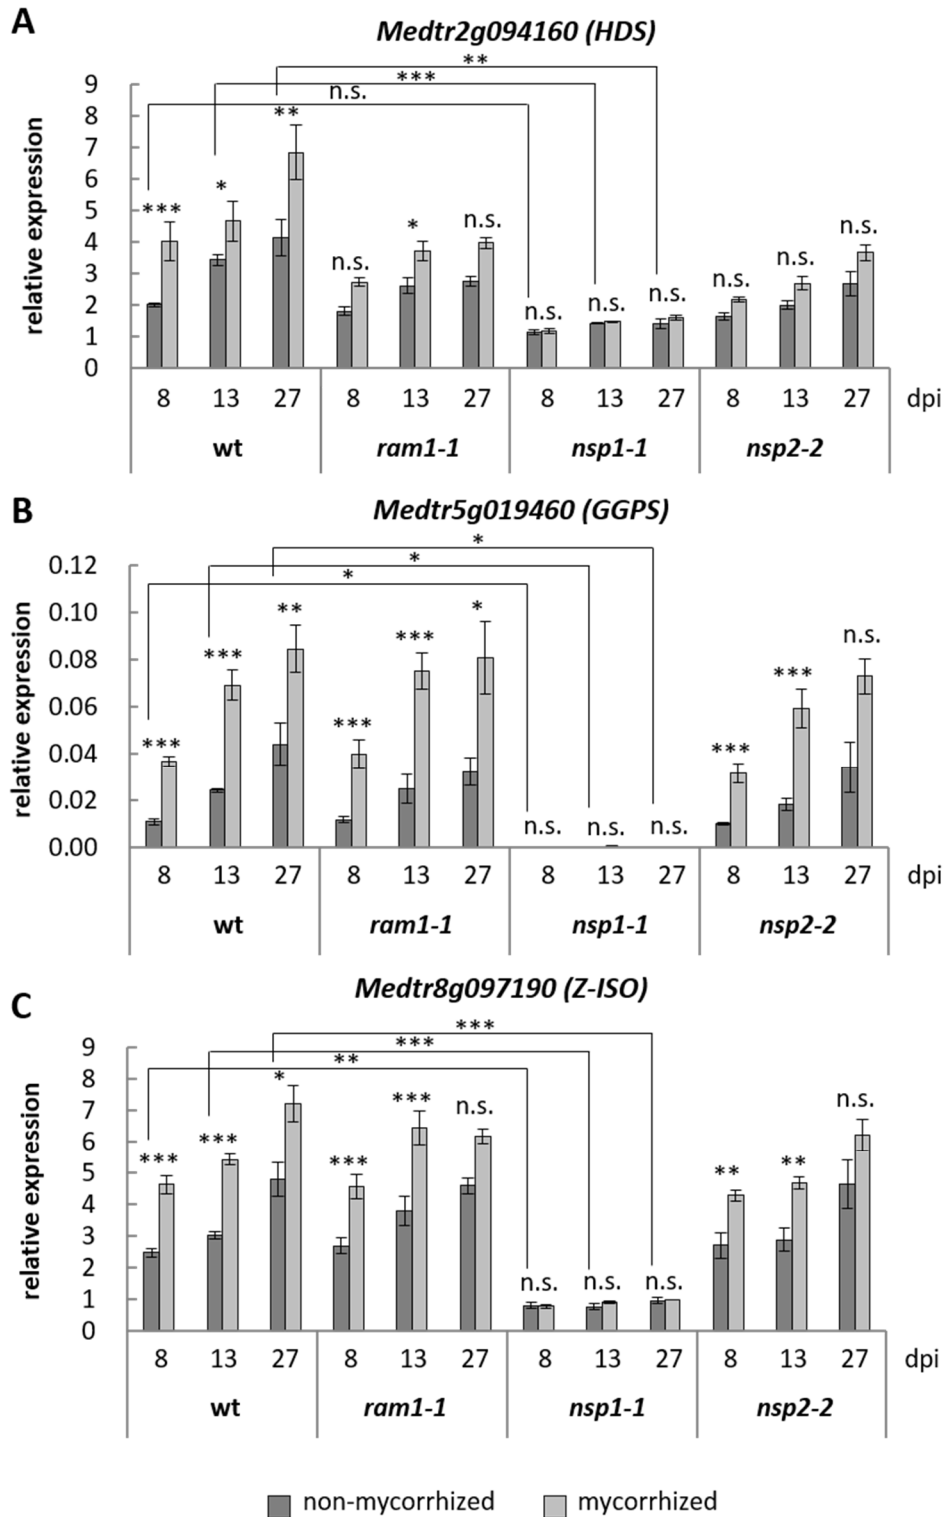 A
Medtr2g094160 (HDS)
**
***
n.s.
9
8
7
6
5
4
3
2
1
0
relative expression
***
*
**
n.s.
*
n.s.
n.s.
n.s.
n.s.
n.s.
n.s.
n.s.
8 13 27 8 13 27 8 13 27 8 13 27 dpi
wt ram1-1 nsp1-1 nsp2-2
B
Medtr5g019460 (GGPS)
*
*
*
0.12
0.10
0.08
0.06
0.04
0.02
0.00
relative expression
***
***
**
***
***
*
n.s.
n.s.
n.s.
***
***
n.s.
8 13 27 8 13 27 8 13 27 8 13 27 dpi
wt ram1-1 nsp1-1 nsp2-2
C
Medtr8g097190 (Z-ISO)
***
***
**
9
8
7
6
5
4
3
2
1
0
relative expression
***
***
*
***
***
n.s.
n.s.
n.s.
n.s.
**
**
n.s.
8 13 27 8 13 27 8 13 27 8 13 27 dpi
wt ram1-1 nsp1-1 nsp2-2
non-mycorrhized mycorrhized